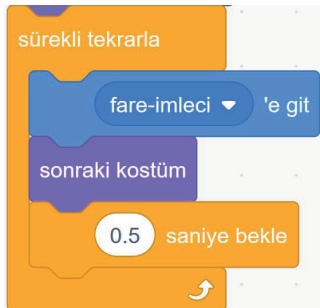 sürekli tekrarla
fare-imleci 'e git
sonraki kostüm
0.5 saniye bekle